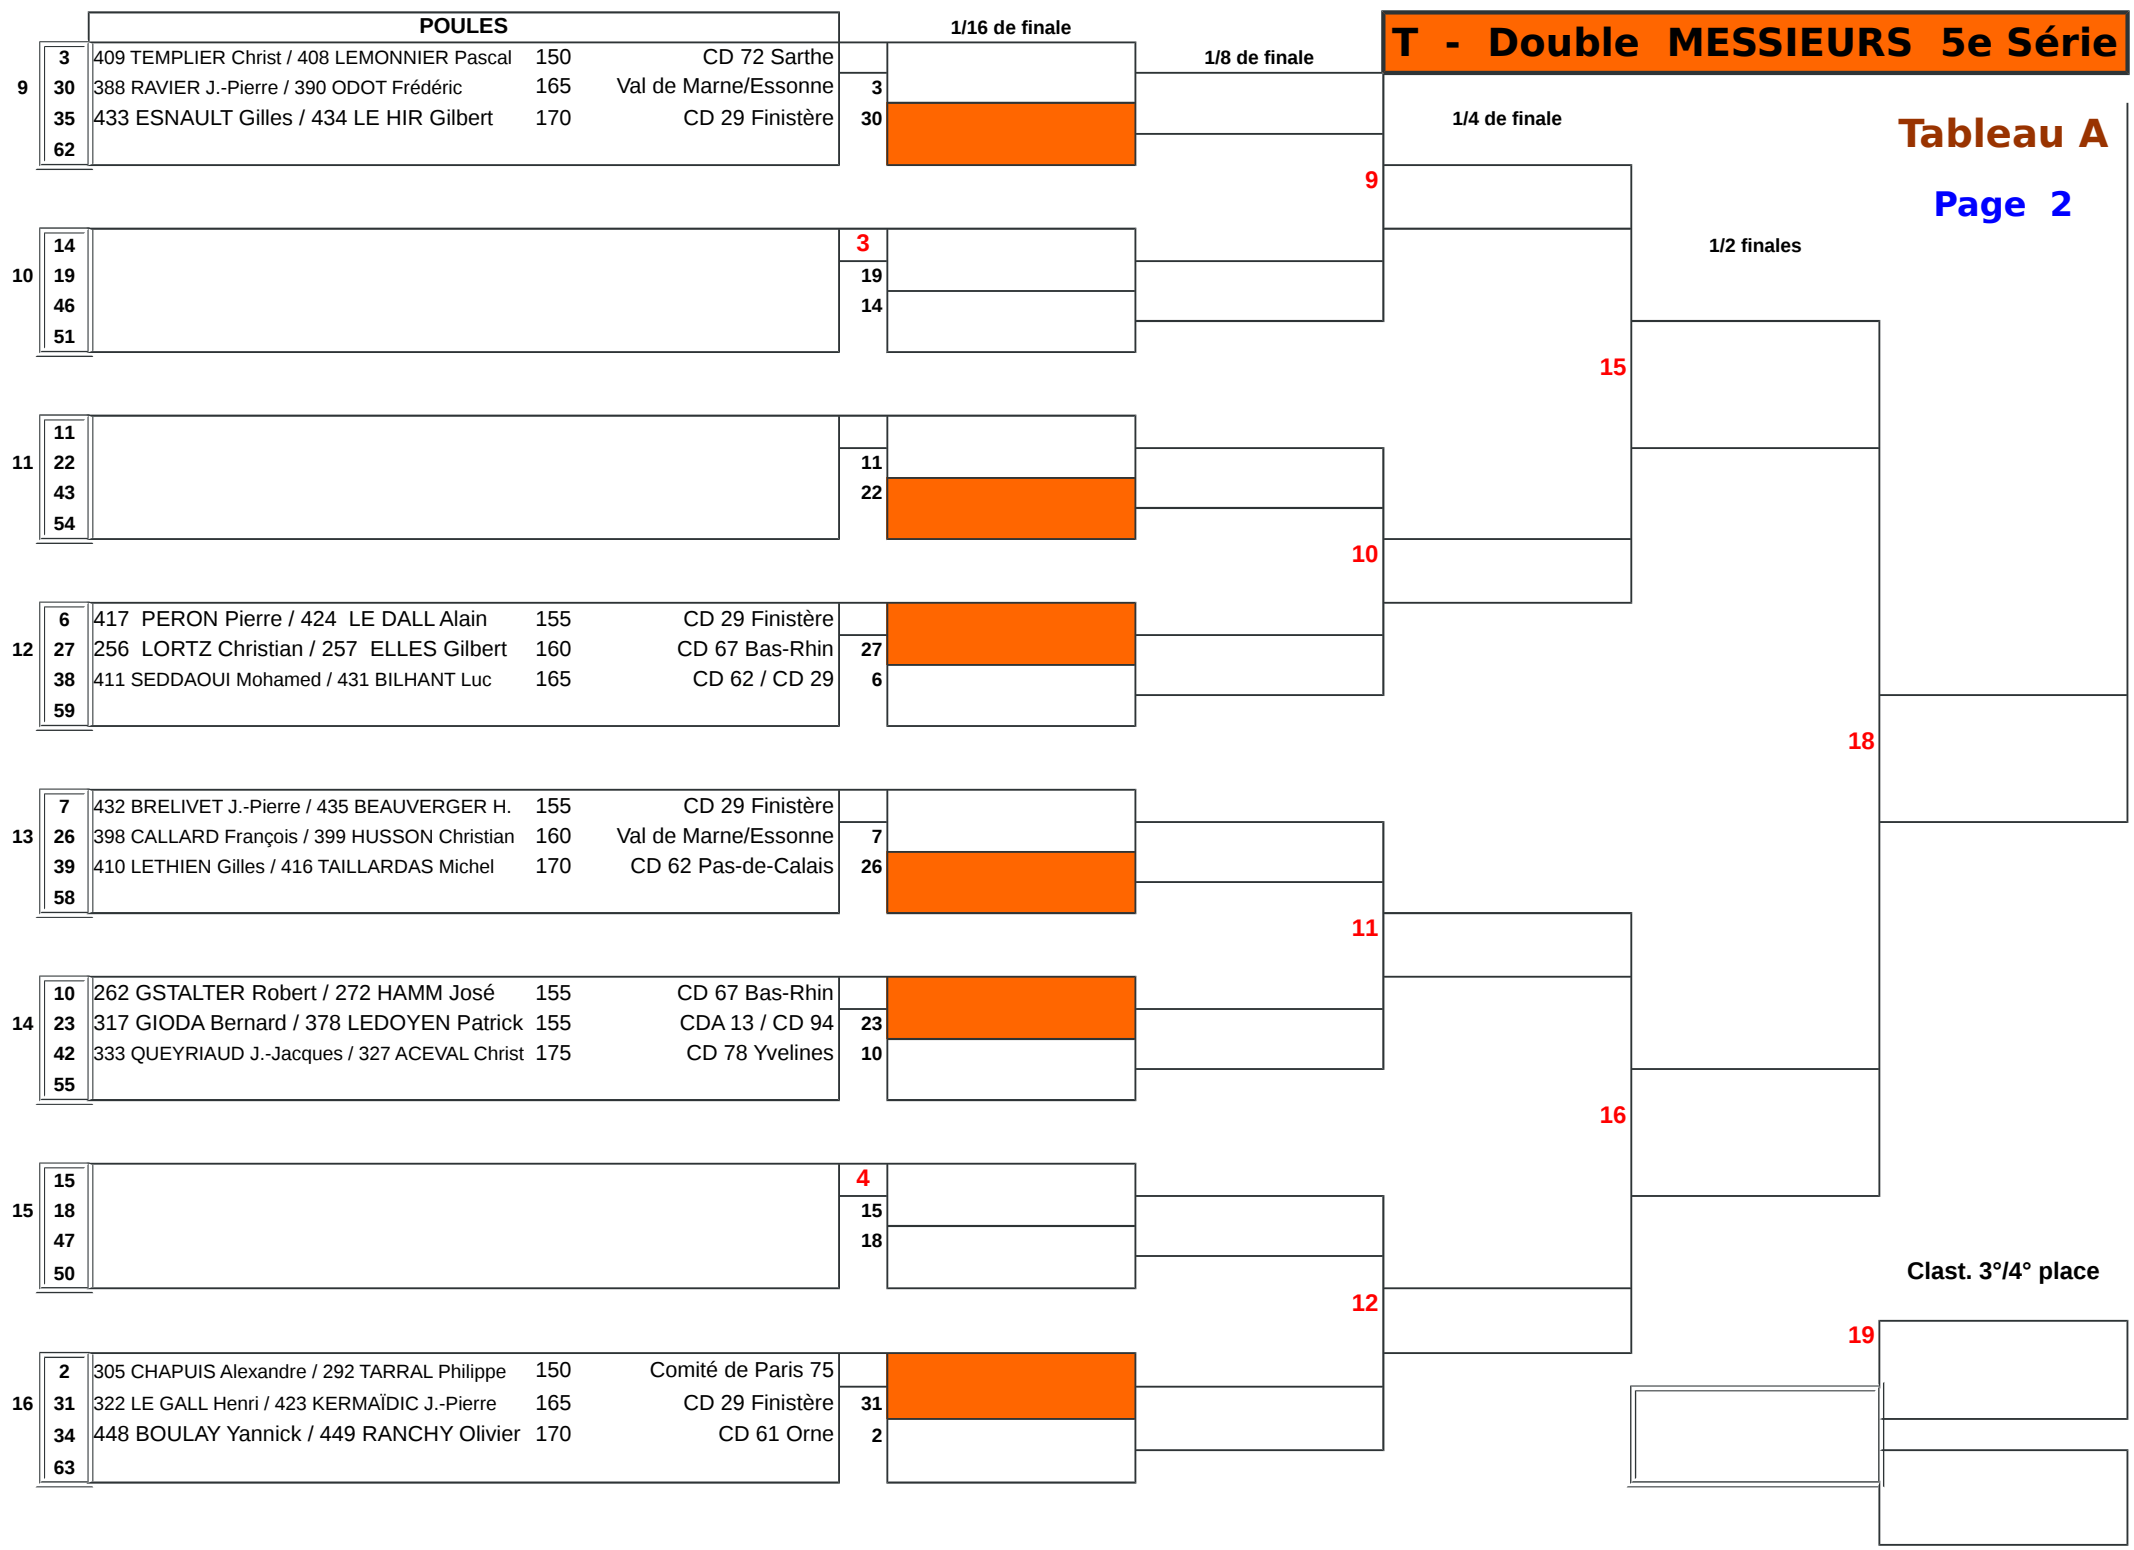 POULES
1/16 de finale
T - Double MESSIEURS 5e Série
3 409 TEMPLIER Christ / 408 LEMONNIER Pascal 150 CD 72 Sarthe
1/8 de finale
9 30 388 RAVIER J.-Pierre / 390 ODOT Frédéric 165 Val de Marne/Essonne 3
35 433 ESNAULT Gilles / 434 LE HIR Gilbert 170 CD 29 Finistère 30
1/4 de finale
Tableau A
62
9
Page 2
14 3
1/2 finales
10 19 19
46 14
51
15
11
11 22 11
43 22
54
10
6 417 PERON Pierre / 424 LE DALL Alain 155 CD 29 Finistère
12 27 256 LORTZ Christian / 257 ELLES Gilbert 160 CD 67 Bas-Rhin 27
38 411 SEDDAOUI Mohamed / 431 BILHANT Luc 165 CD 62 / CD 29 6
59
18
7 432 BRELIVET J.-Pierre / 435 BEAUVERGER H. 155 CD 29 Finistère
13 26 398 CALLARD François / 399 HUSSON Christian 160 Val de Marne/Essonne 7
39 410 LETHIEN Gilles / 416 TAILLARDAS Michel 170 CD 62 Pas-de-Calais 26
58
11
10 262 GSTALTER Robert / 272 HAMM José 155 CD 67 Bas-Rhin
14 23 317 GIODA Bernard / 378 LEDOYEN Patrick 155 CDA 13 / CD 94 23
42 333 QUEYRIAUD J.-Jacques / 327 ACEVAL Christ 175 CD 78 Yvelines 10
55
16
15 4
15 18 15
47 18
50
Clast. 3°/4° place
12
19
2 305 CHAPUIS Alexandre / 292 TARRAL Philippe 150 Comité de Paris 75
16 31 322 LE GALL Henri / 423 KERMAÏDIC J.-Pierre 165 CD 29 Finistère 31
34 448 BOULAY Yannick / 449 RANCHY Olivier 170 CD 61 Orne 2
63